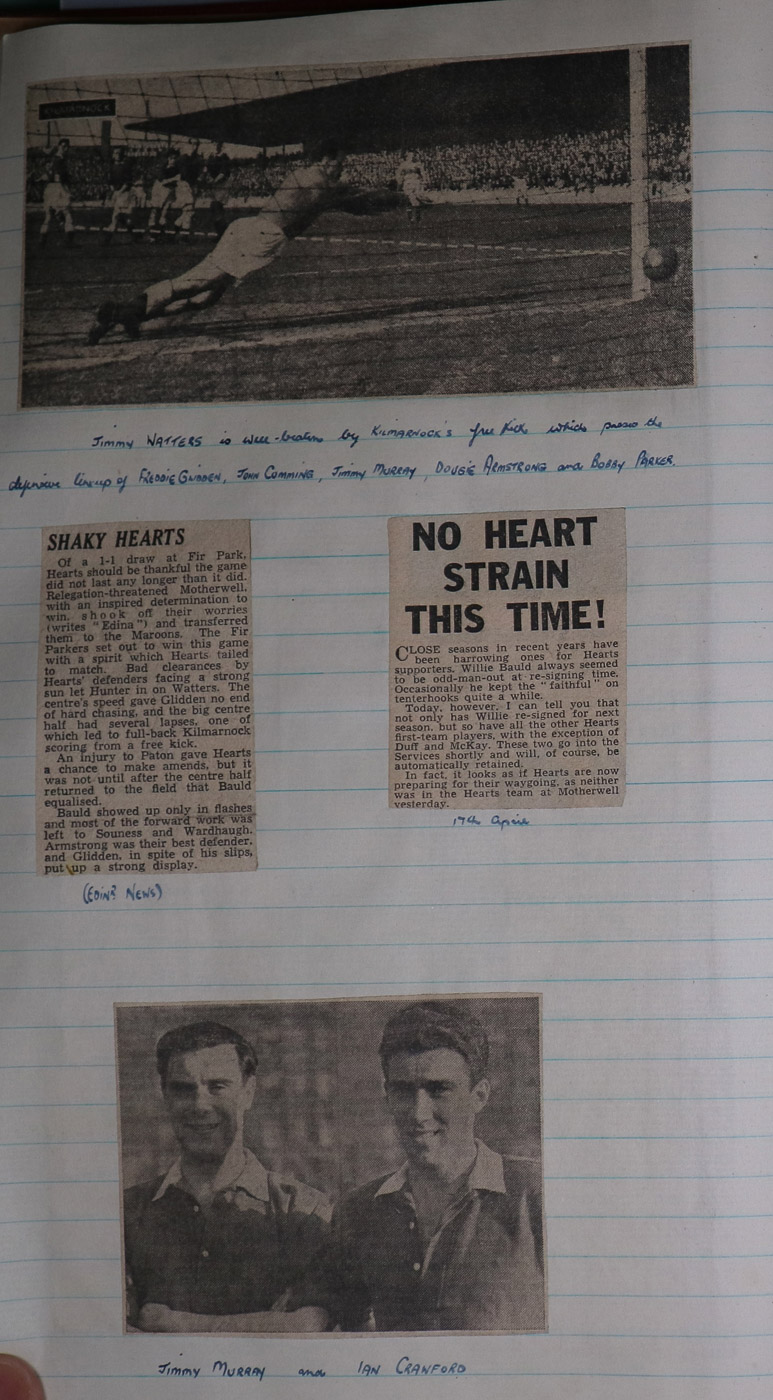 KILMARNOCK
Jimmy WATTERS is well-beaten by KILMARNOCK'S free kick which passes the
defensive lineup of FREDDIE GLIDDEN, JOHN CUMMING, Jimmy MURRAY, DOUGIE ARMSTRONG and BOBBY PARKER.
SHAKY HEARTS
Of a 1-1 draw at Fir Park,
Hearts should be thankful the game
did not last any longer than it did.
Relegation-threatened Motherwell,
with an inspired determination to
win, shook off their worries
(writes "Edina") and transferred
them to the Maroons. The Fir
Parkers set out to win this game
with a spirit which Hearts failed
to match. Bad clearances by
Hearts' defenders facing a strong
sun let Hunter in on Watters. The
centre's speed gave Glidden no end
of hard chasing, and the big centre
half had several lapses, one of
which led to full-back Kilmarnock
scoring from a free kick.
An injury to Paton gave Hearts
a chance to make amends, but it
was not until after the centre half
returned to the field that Bauld
equalised.
Bauld showed up only in flashes
and most of the forward work was
left to Souness and Wardhaugh.
Armstrong was their best defender,
and Glidden, in spite of his slips,
put up a strong display.
(EDIN? NEWS)
NO HEART
STRAIN
THIS TIME!
CLOSE seasons in recent years have
been harrowing ones for Hearts
supporters. Willie Bauld always seemed
to be odd-man-out at re-signing time.
Occasionally he kept the "faithful" on
tenterhooks quite a while.
Today, however, I can tell you that
not only has Willie re-signed for next
season, but so have all the other Hearts
first-team players, with the exception of
Duff and McKay. These two go into the
Services shortly and will, of course, be
automatically retained.
In fact, it looks as if Hearts are now
preparing for their waygoing, as neither
was in the Hearts team at Motherwell
yesterday.
17th April
Jimmy MURRAY and IAN CRAWFORD